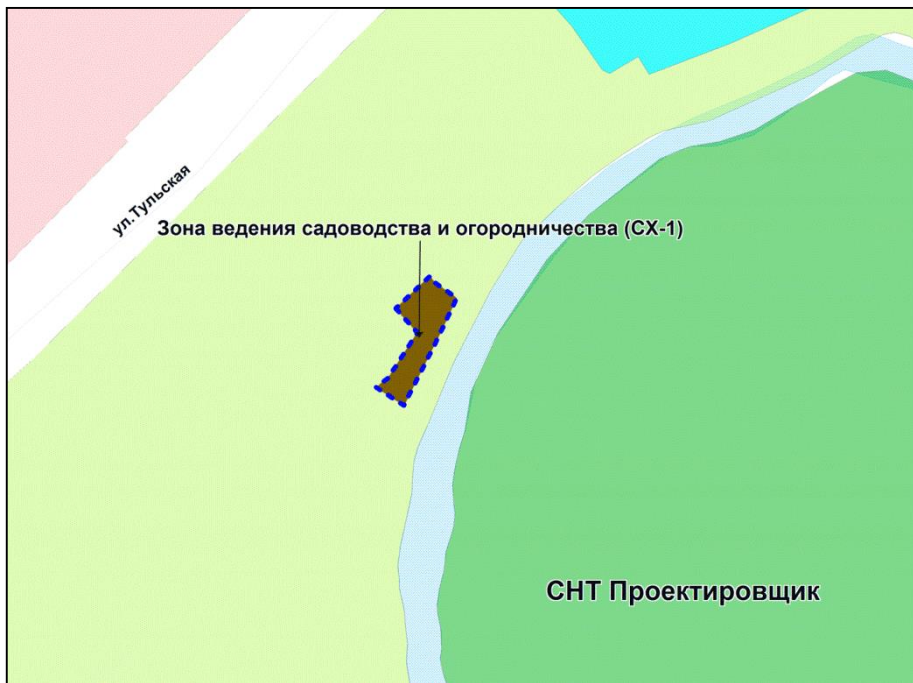 ул.Тульская
Зона ведения садоводства и огородничества (СХ-1)
СНТ Проектировщик